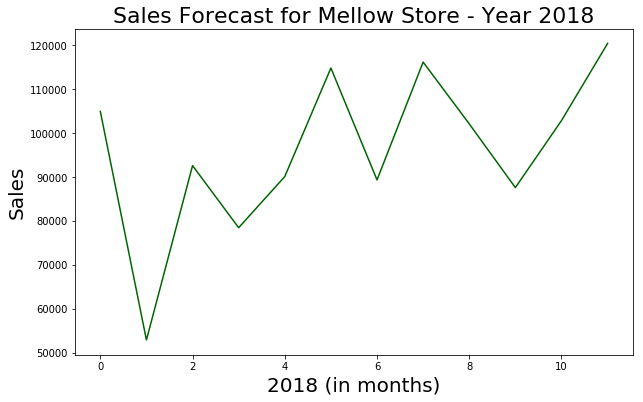 Sales Forecast for Mellow Store - Year 2018
120000
110000
100000
90000
80000
70000
60000
50000
Sales
0 2 4 6 8 10
2018 (in months)